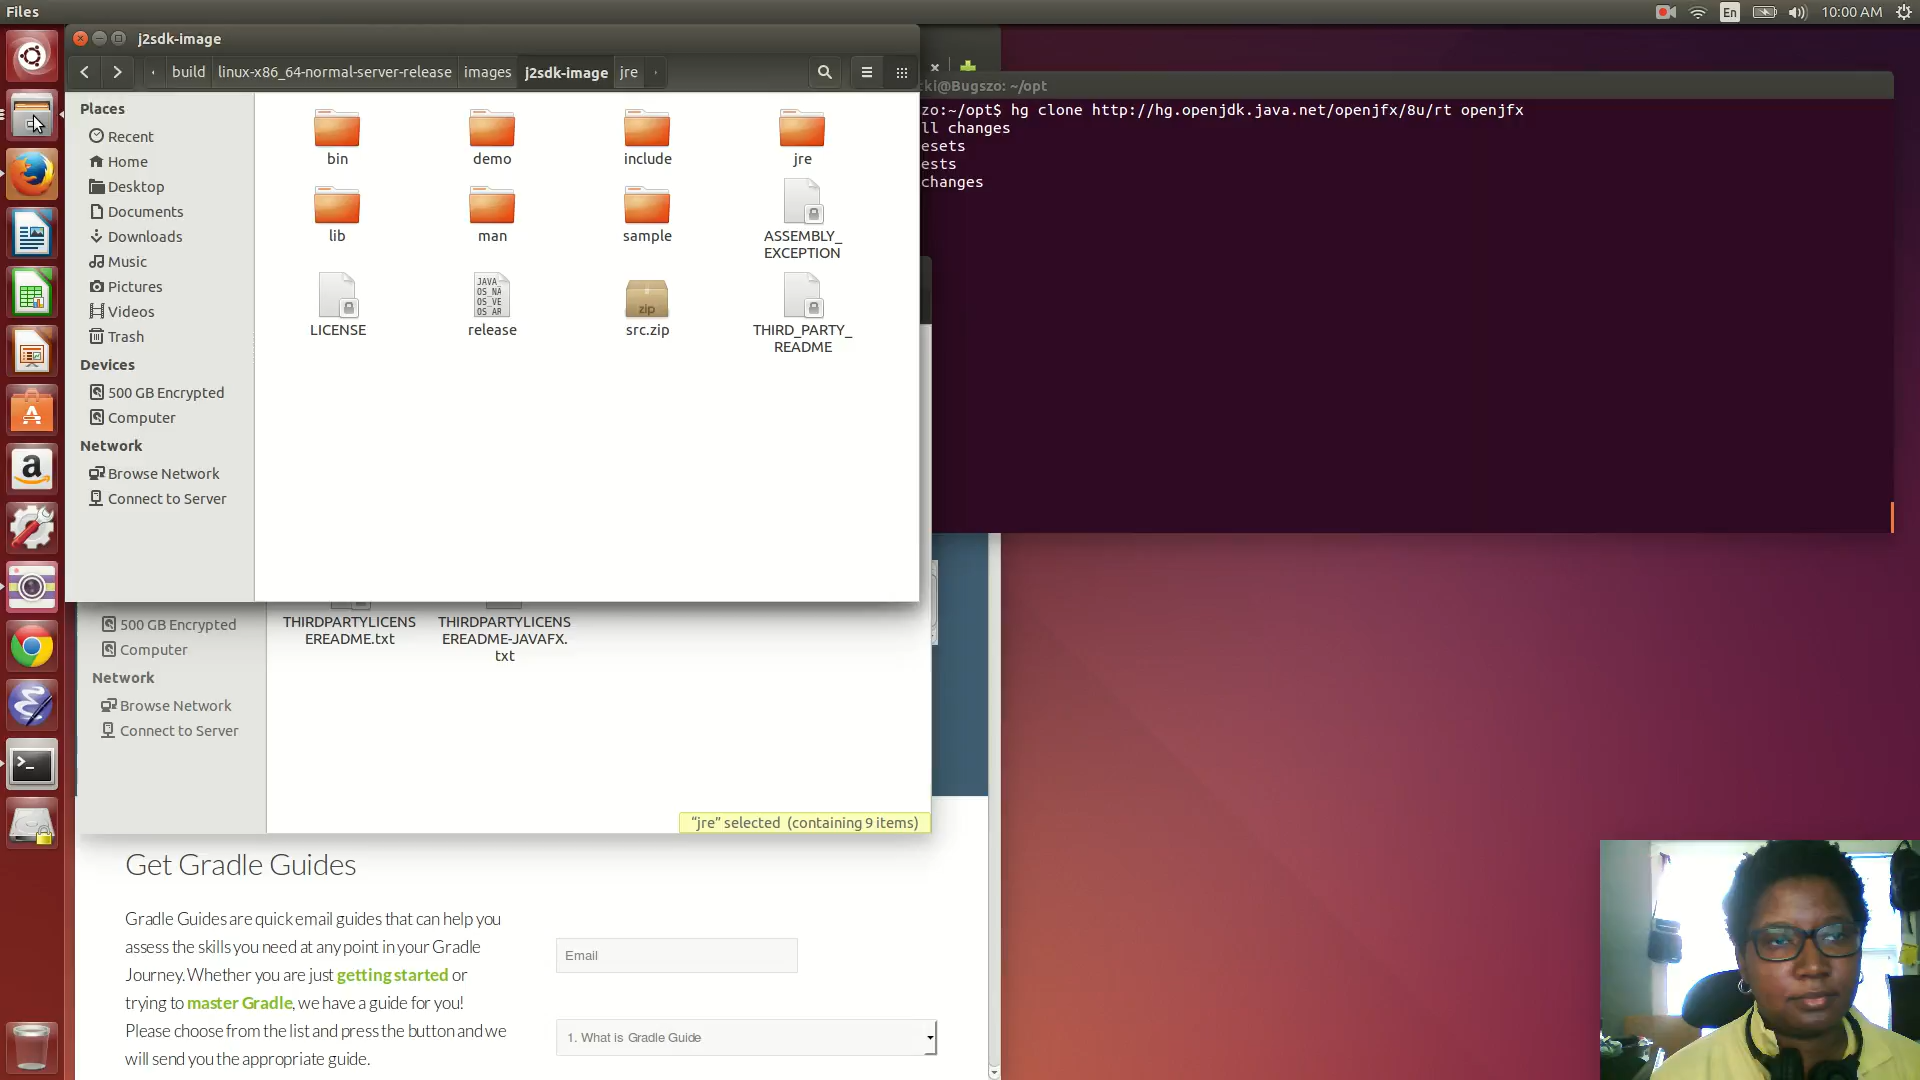 Files
En
10:00 AM
j2sdk-image
build
linux-x86_64-normal-server-release
images
j2sdk-image
jre
Places
Recent
Home
Desktop
Documents
Downloads
Music
Pictures
Videos
Trash
Devices
500 GB Encrypted
Computer
Network
Browse Network
Connect to Server
bin
demo
include
jre
lib
man
sample
ASSEMBLY_
EXCEPTION
LICENSE
JAVA_
OS_NA
OS_VE
OS_AR
release
zip
src.zip
THIRD_PARTY_
README
ki@Bugszo: ~/opt
zo:~/opt$ hg clone http://hg.openjdk.java.net/openjfx/8u/rt openjfx
ll changes
esets
ests
changes
500 GB Encrypted
Computer
Network
Browse Network
Connect to Server
THIRDPARTYLICENS
EREADME.txt
THIRDPARTYLICENS
EREADME-JAVAFX.
txt
“jre” selected (containing 9 items)
Get Gradle Guides
Gradle Guides are quick email guides that can help you
assess the skills you need at any point in your Gradle
Journey. Whether you are just getting started or
trying to master Gradle, we have a guide for you!
Please choose from the list and press the button and we
will send you the appropriate guide.
Email
1. What is Gradle Guide